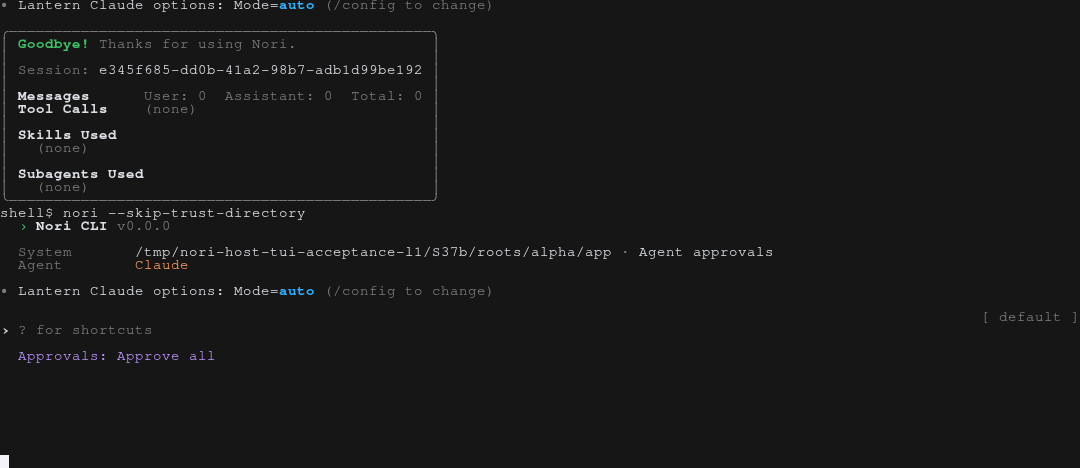 • Lantern Claude options: Mode=auto (/config to change)
Goodbye! Thanks for using Nori.
Session: e345f685-dd0b-41a2-98b7-adb1d99be192
Messages User: 0 Assistant: 0 Total: 0
Tool Calls (none)
Skills Used
(none)
Subagents Used
(none)
shell$ nori --skip-trust-directory
› Nori CLI v0.0.0
System /tmp/nori-host-tui-acceptance-l1/S37b/roots/alpha/app · Agent approvals
Agent Claude
• Lantern Claude options: Mode=auto (/config to change)
[ default ]
› ? for shortcuts
Approvals: Approve all